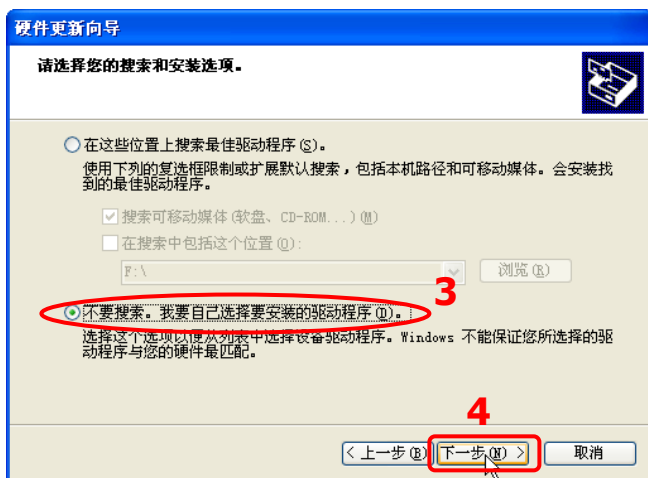 硬件更新向导
请选择您的搜索和安装选项。
在这些位置上搜索最佳驱动程序(S)。
使用下列的复选框限制或扩展默认搜索，包括本机路径和可移动媒体。会安装找
到的最佳驱动程序。
搜索可移动媒体(软盘、CD-ROM...)(M)
在搜索中包括这个位置(O):
F:\
浏览(R)
3
不要搜索。我要自己选择要安装的驱动程序(D)。
选择这个选项以便从列表中选择设备驱动程序。Windows 不能保证您所选择的驱
动程序与您的硬件最匹配。
4
< 上一步(B) 下一步(N) > 取消